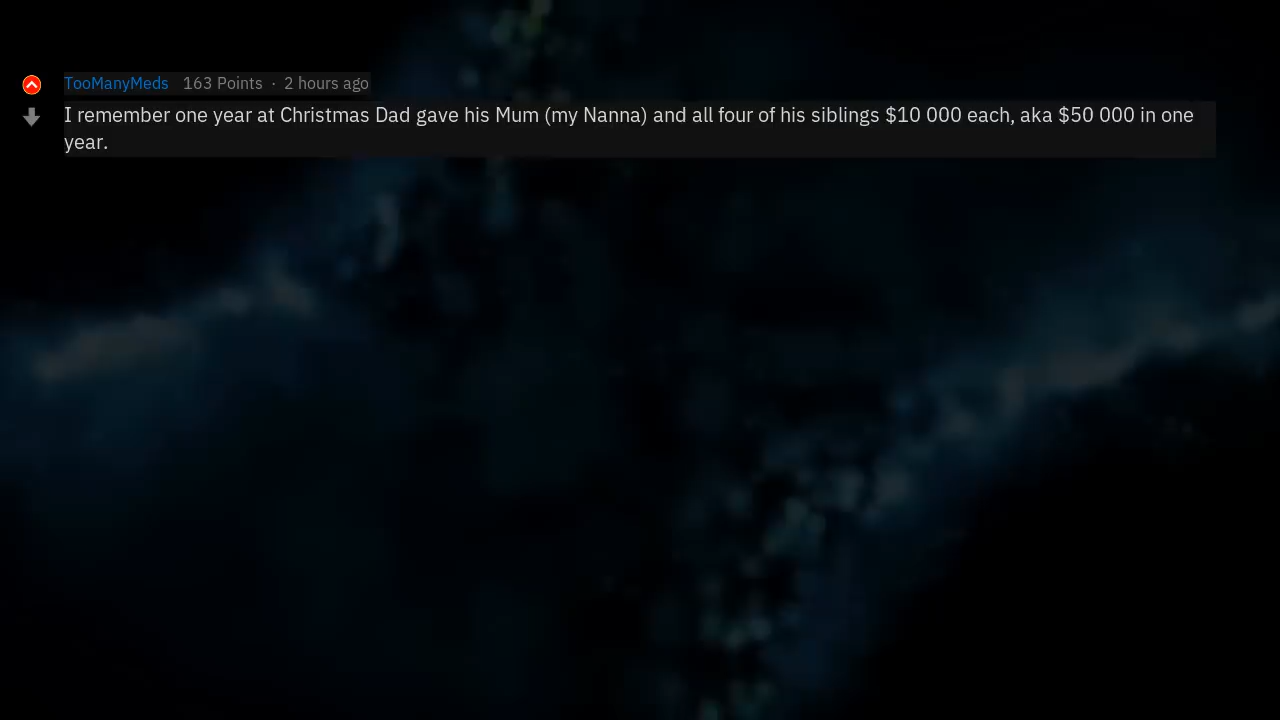 TooManyMeds 163 Points · 2 hours ago
I remember one year at Christmas Dad gave his Mum (my Nanna) and all four of his siblings $10 000 each, aka $50 000 in one
year.